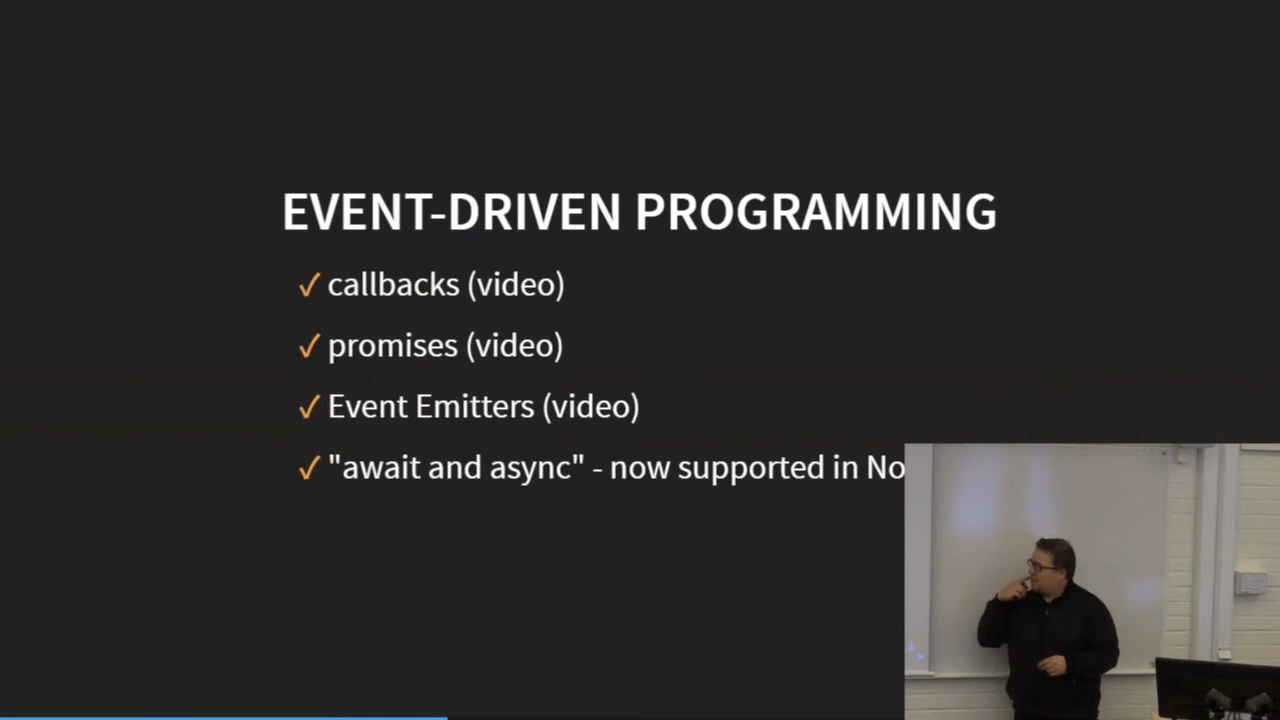 EVENT-DRIVEN PROGRAMMING
✓ callbacks (video)
✓ promises (video)
✓ Event Emitters (video)
✓ "await and async" - now supported in No